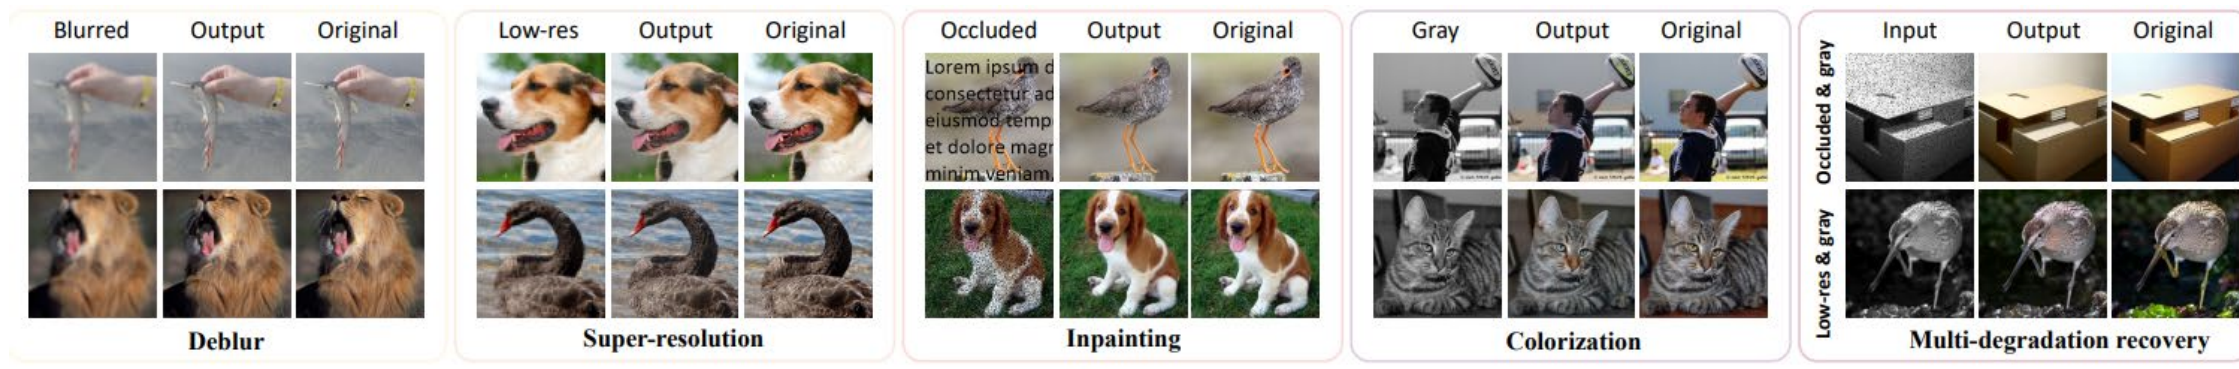 Blurred Output Original
Deblur
Low-res Output Original
Super-resolution
Occluded Output Original
Lorem ipsum d
consectetur ad
eiusmod temp
et dolore magr
minim veniam,
Inpainting
Gray Output Original
Colorization
Input Output Original
Occluded & gray
Low-res & gray
Multi-degradation recovery